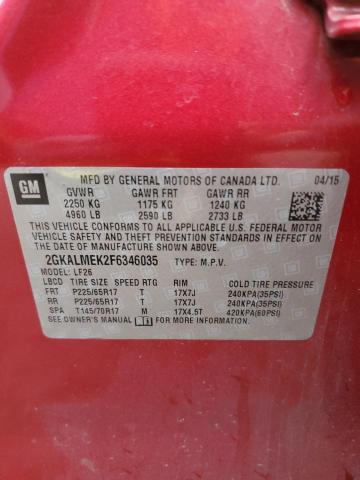 GM
MFD BY GENERAL MOTORS OF CANADA LTD. 04/15
GVWR GAWR FRT GAWR RR
2250 KG 1175 KG 1240 KG
4960 LB 2590 LB 2733 LB
THIS VEHICLE CONFORMS TO ALL APPLICABLE U.S. FEDERAL MOTOR
VEHICLE SAFETY AND THEFT PREVENTION STANDARDS IN EFFECT ON
THE DATE OF MANUFACTURE SHOWN ABOVE.
2GKALMEK2F6346035 TYPE: M.P.V.
MODEL: LF26
LBCD TIRE SIZE SPEED RTG RIM COLD TIRE PRESSURE
FRT P225/65R17 T 17X7J 240KPA(35PSI)
RR P225/65R17 T 17X7J 240KPA(35PSI)
SPA T145/70R17 M 17X4.5T 420KPA(60PSI)
SEE OWNER'S MANUAL FOR ADDITIONAL INFORMATION.